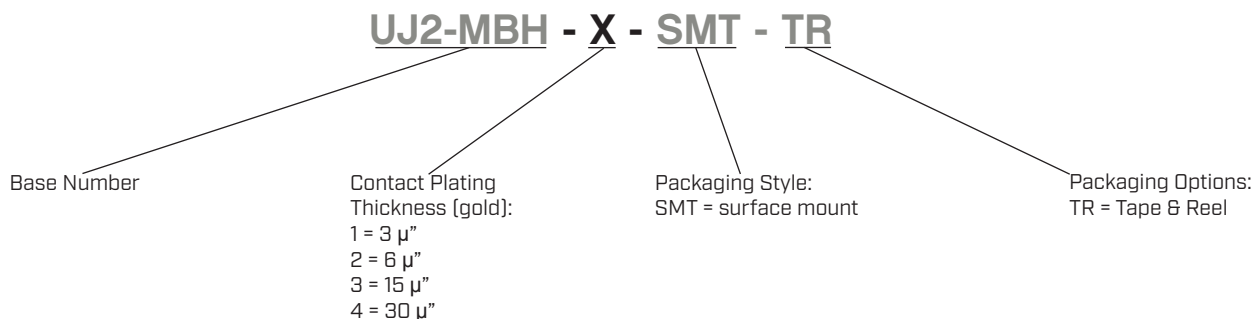 UJ2-MBH - X - SMT - TR
Base Number
Contact Plating
Thickness (gold):
1 = 3 µ”
2 = 6 µ”
3 = 15 µ”
4 = 30 µ”
Packaging Style:
SMT = surface mount
Packaging Options:
TR = Tape & Reel